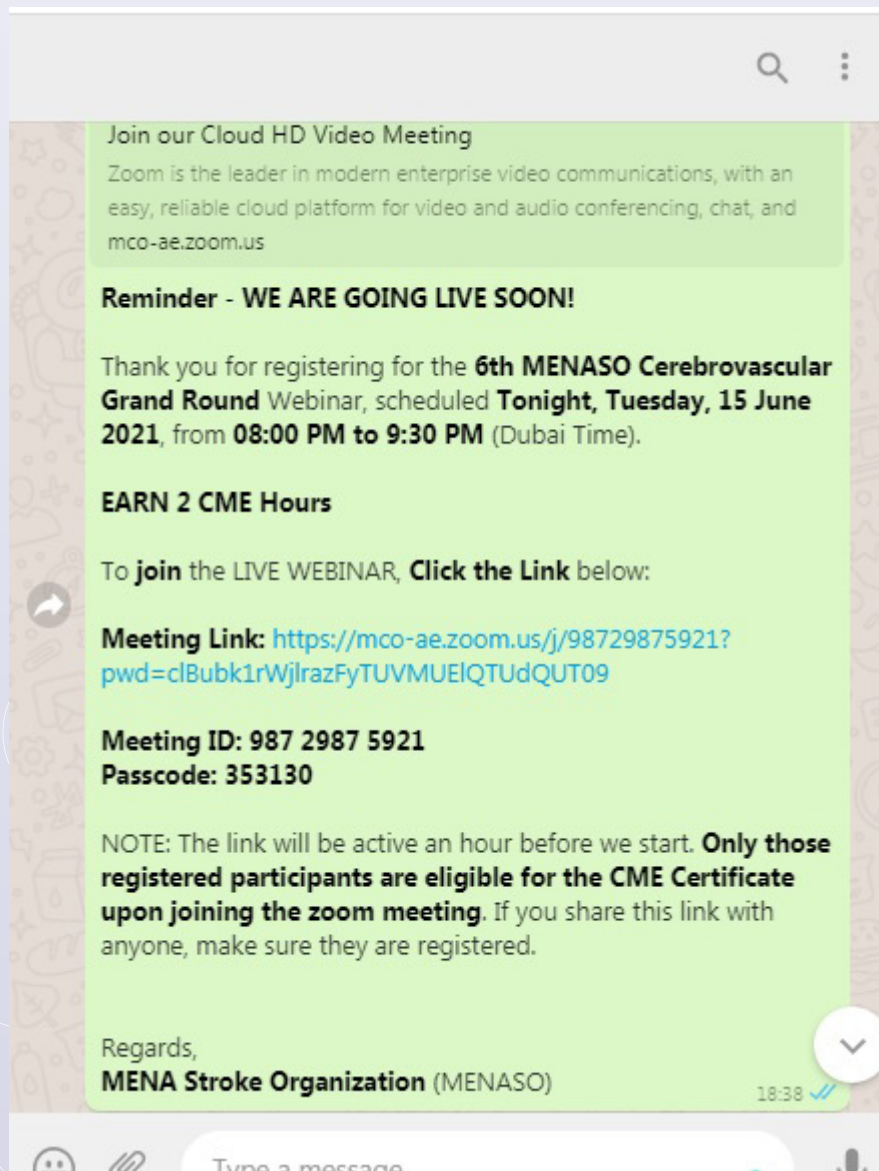 Join our Cloud HD Video Meeting
Zoom is the leader in modern enterprise video communications, with an
easy, reliable cloud platform for video and audio conferencing, chat, and
mco-ae.zoom.us
Reminder - WE ARE GOING LIVE SOON!
Thank you for registering for the 6th MENASO Cerebrovascular
Grand Round Webinar, scheduled Tonight, Tuesday, 15 June
2021, from 08:00 PM to 9:30 PM (Dubai Time).
EARN 2 CME Hours
To join the LIVE WEBINAR, Click the Link below:
Meeting Link: https://mco-ae.zoom.us/j/98729875921?
pwd=clBubk1rWjlrazFyTUVMUElQTUdQUT09
Meeting ID: 987 2987 5921
Passcode: 353130
NOTE: The link will be active an hour before we start. Only those
registered participants are eligible for the CME Certificate
upon joining the zoom meeting. If you share this link with
anyone, make sure they are registered.
Regards,
MENA Stroke Organization (MENASO)
18:38
Type a message